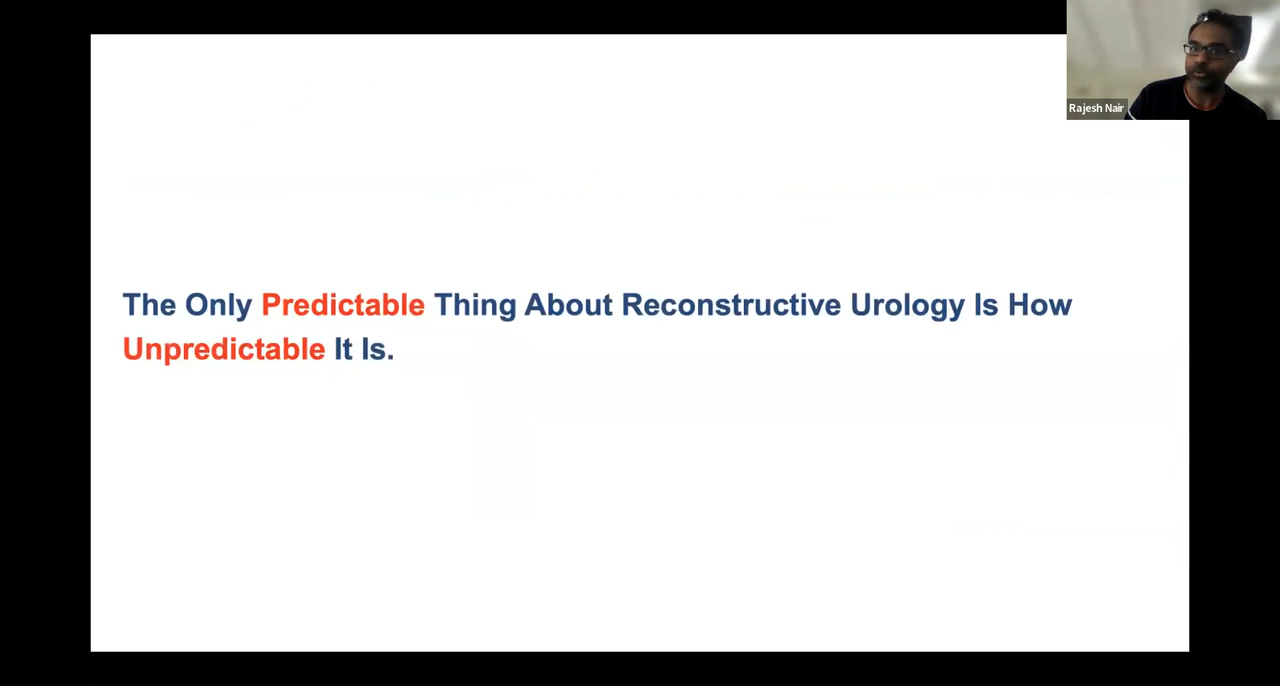 Rajesh Nair
The Only Predictable Thing About Reconstructive Urology Is How
Unpredictable It Is.